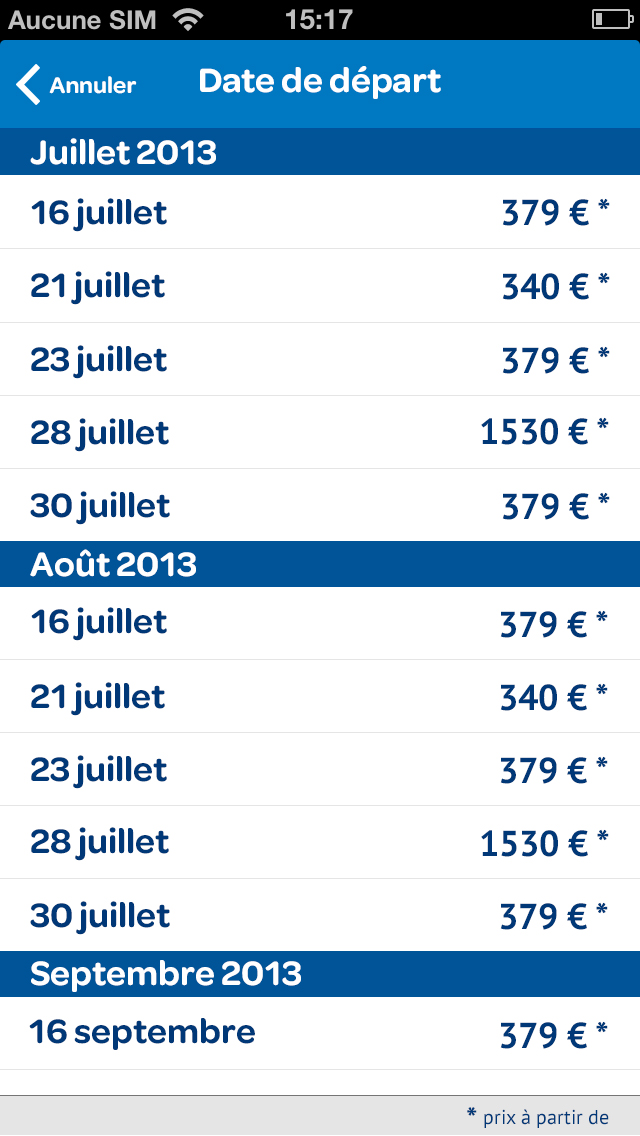 Aucune SIM 15:17
Annuler Date de départ
Juillet 2013
16 juillet 379 € *
21 juillet 340 € *
23 juillet 379 € *
28 juillet 1530 € *
30 juillet 379 € *
Août 2013
16 juillet 379 € *
21 juillet 340 € *
23 juillet 379 € *
28 juillet 1530 € *
30 juillet 379 € *
Septembre 2013
16 septembre 379 € *
* prix à partir de